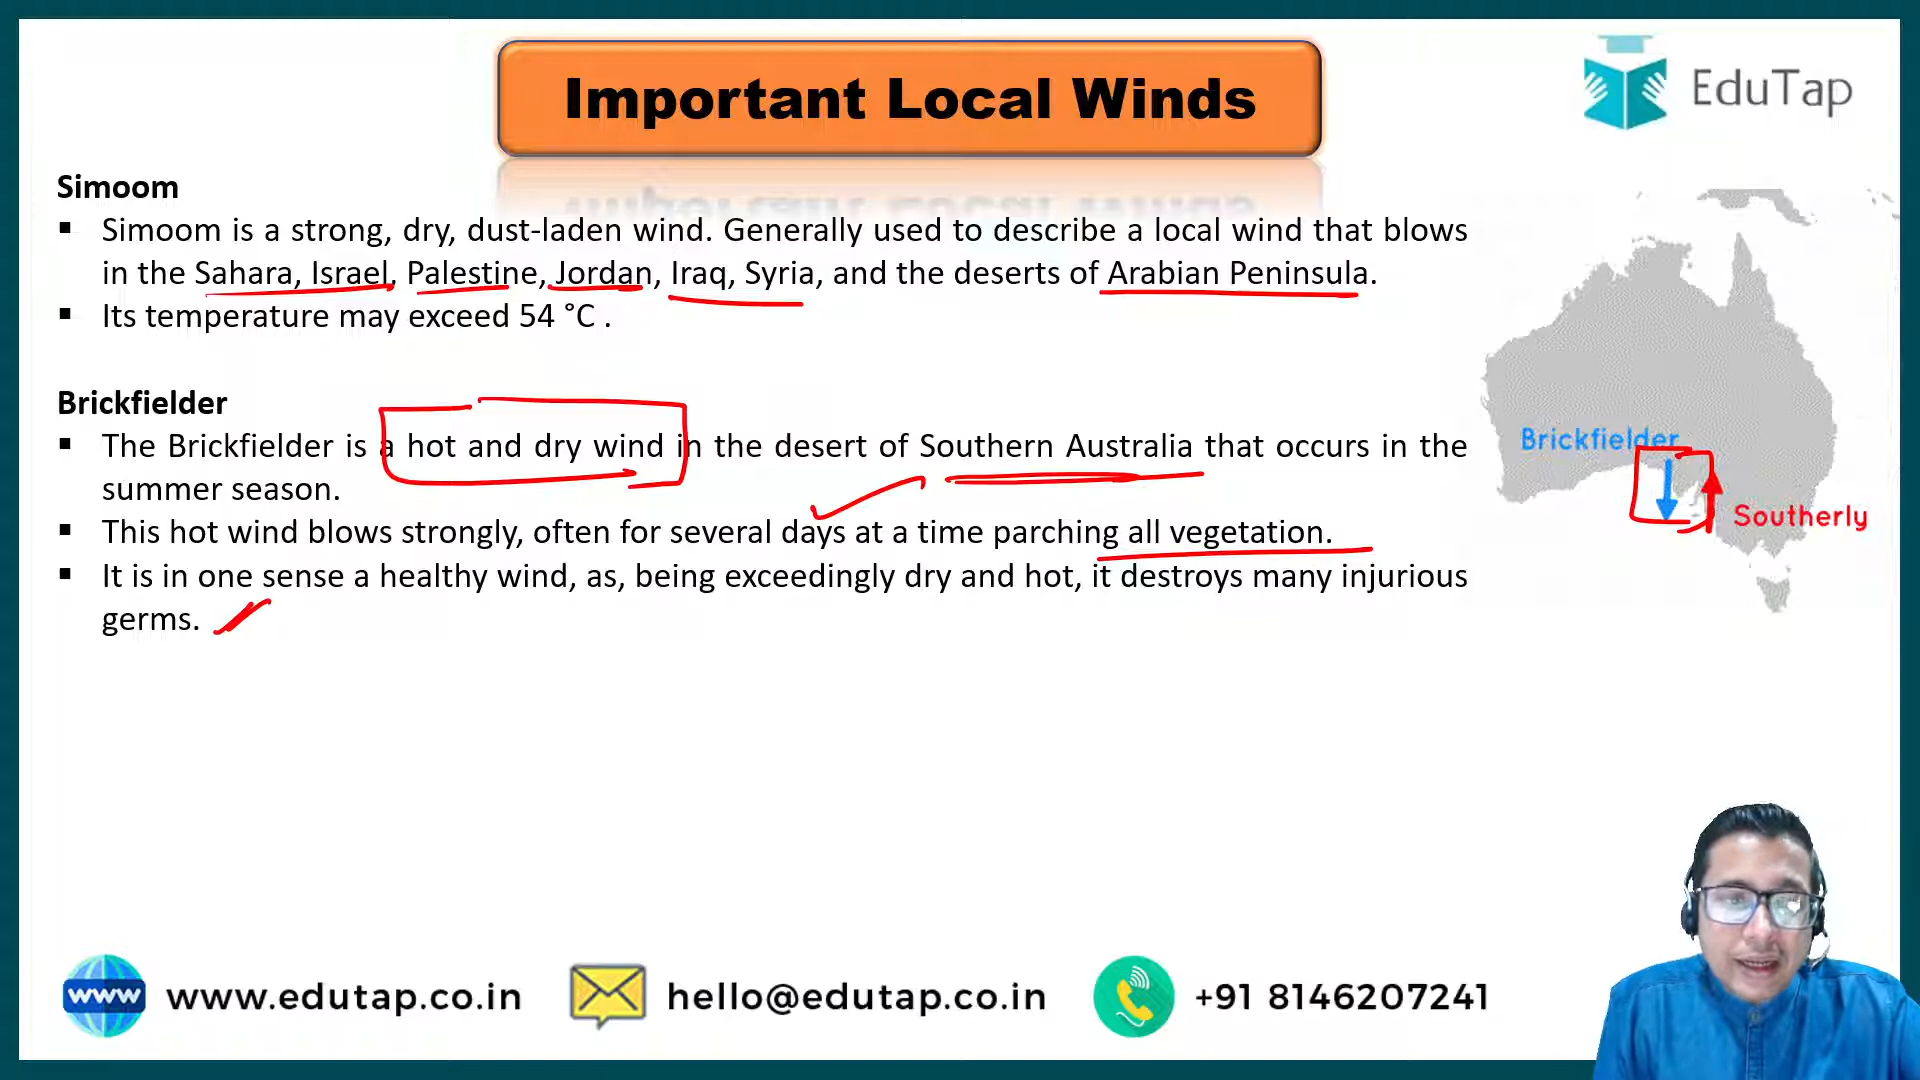 Important Local Winds
EduTap
Simoom
▪ Simoom is a strong, dry, dust-laden wind. Generally used to describe a local wind that blows
in the Sahara, Israel, Palestine, Jordan, Iraq, Syria, and the deserts of Arabian Peninsula.
▪ Its temperature may exceed 54 °C .
Brickfielder
▪ The Brickfielder is a hot and dry wind in the desert of Southern Australia that occurs in the
summer season.
▪ This hot wind blows strongly, often for several days at a time parching all vegetation.
▪ It is in one sense a healthy wind, as, being exceedingly dry and hot, it destroys many injurious
germs.
Brickfielder
Southerly
www
www.edutap.co.in
hello@edutap.co.in
+91 8146207241